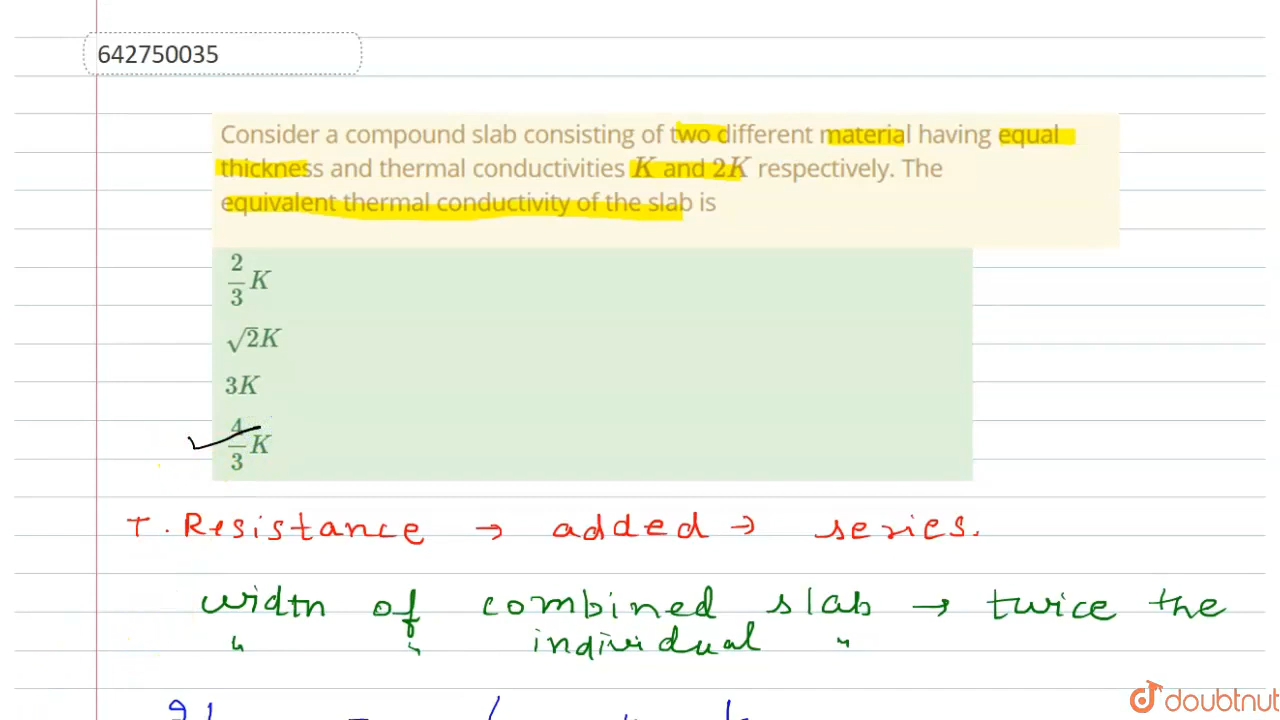 642750035
Consider a compound slab consisting of two different material having equal
thickness and thermal conductivities K and 2K respectively. The
equivalent thermal conductivity of the slab is
2/3 K
√2K
3K
4/3 K
T. Resistance → added → series.
width of combined slab → twice the
" " individual "
doubtnut